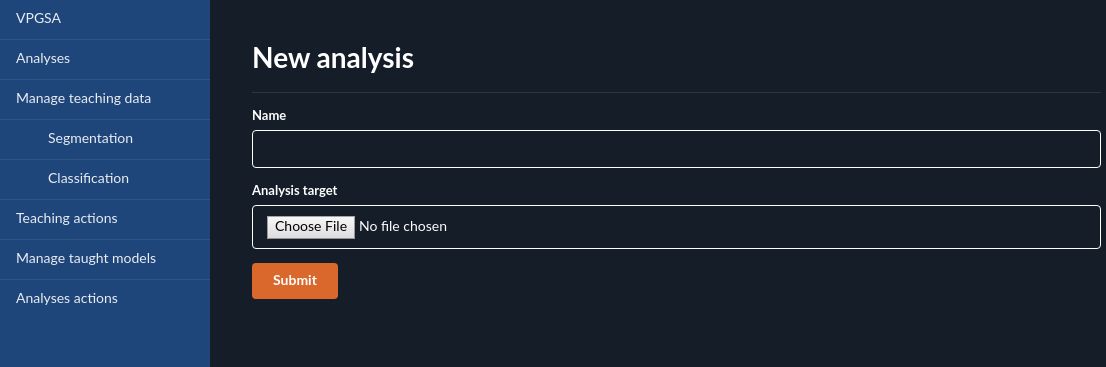 VPGSA
Analyses
Manage teaching data
Segmentation
Classification
Teaching actions
Manage taught models
Analyses actions
New analysis
Name
Analysis target
Choose File No file chosen
Submit